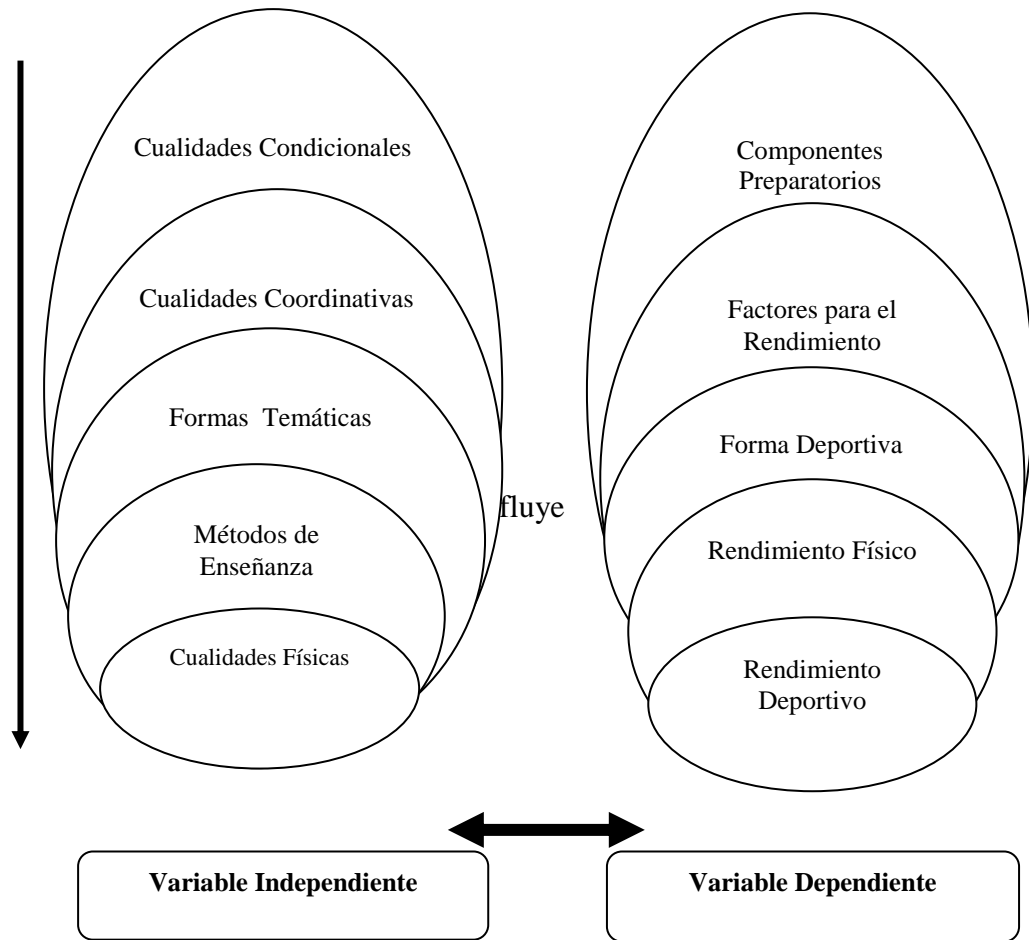 Cualidades Condicionales
Cualidades Coordinativas
Formas Temáticas
Métodos de
Enseñanza
Cualidades Físicas
fluye
Componentes
Preparatorios
Factores para el
Rendimiento
Forma Deportiva
Rendimiento Físico
Rendimiento
Deportivo
Variable Independiente
Variable Dependiente